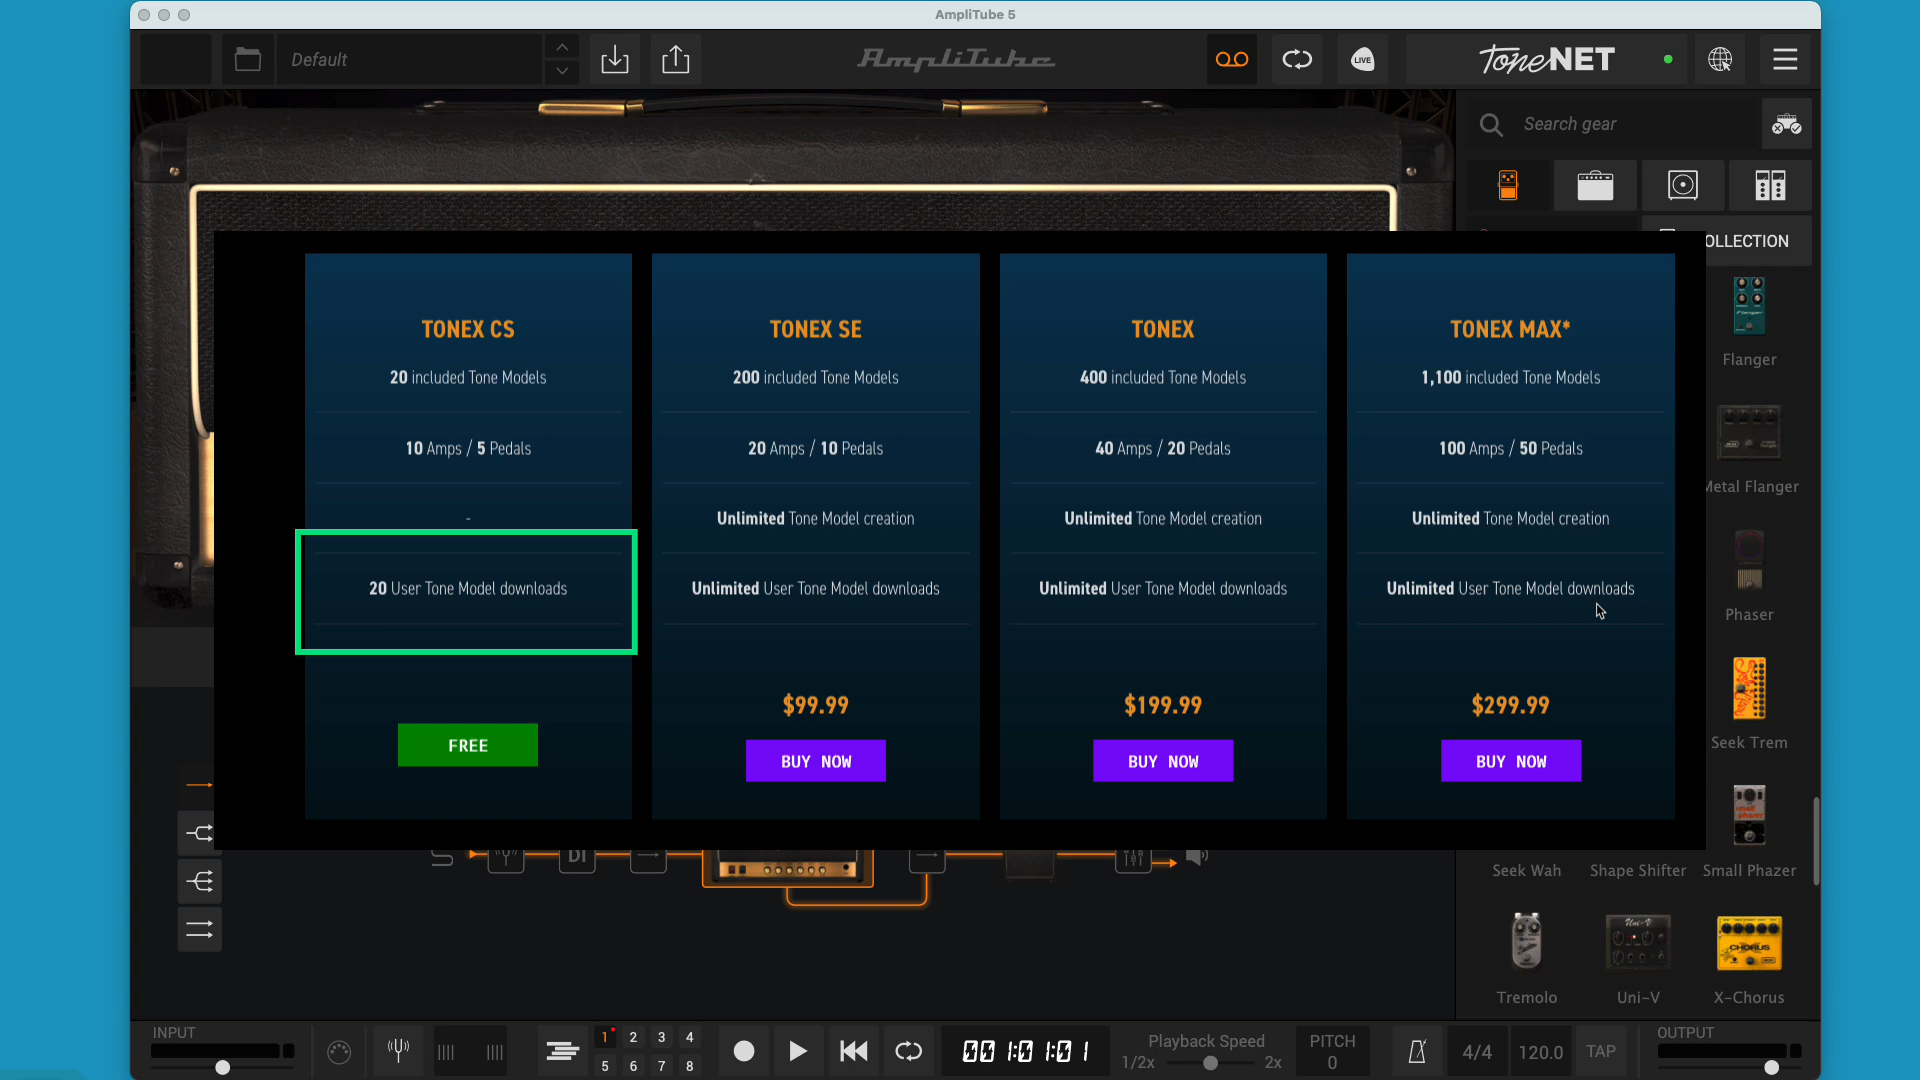 AmpliTube 5
Default
AmpliTube
LIVE
ToneNET
Search gear
OLLECTION
TONEX CS
20 included Tone Models
10 Amps / 5 Pedals
-
20 User Tone Model downloads
FREE
TONEX SE
200 included Tone Models
20 Amps / 10 Pedals
Unlimited Tone Model creation
Unlimited User Tone Model downloads
$99.99
BUY NOW
TONEX
400 included Tone Models
40 Amps / 20 Pedals
Unlimited Tone Model creation
Unlimited User Tone Model downloads
$199.99
BUY NOW
TONEX MAX*
1,100 included Tone Models
100 Amps / 50 Pedals
Unlimited Tone Model creation
Unlimited User Tone Model downloads
$299.99
BUY NOW
Flanger
Metal Flanger
Phaser
Seek Trem
Seek Wah
Shape Shifter
Small Phazer
Uni-V
CHORUS
Tremolo
Uni-V
X-Chorus
DI
INPUT
1 2 3 4
5 6 7 8
00 1:01:01
Playback Speed
1/2x
2x
PITCH
0
4/4
120.0
TAP
OUTPUT